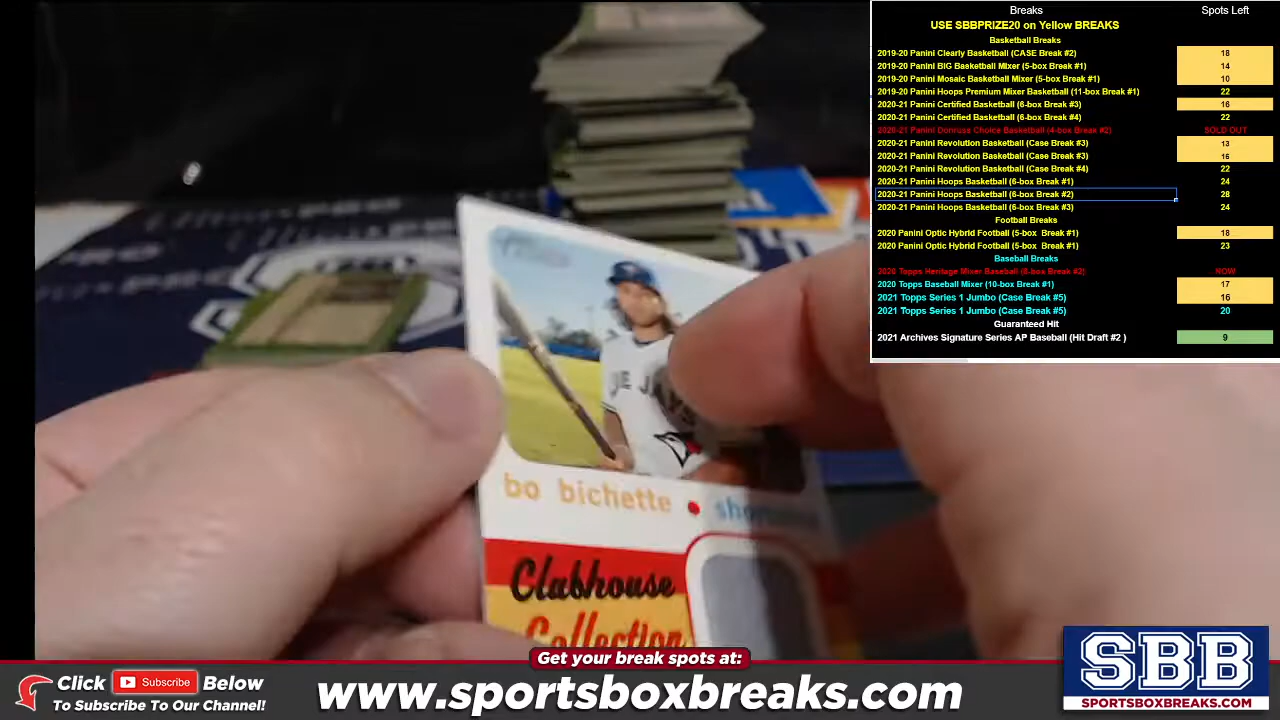 Breaks Spots Left
USE SBBPRIZE20 on Yellow BREAKS
Basketball Breaks
2019-20 Panini Clearly Basketball (CASE Break #2) 18
2019-20 Panini BIG Basketball Mixer (5-box Break #1) 14
2019-20 Panini Mosaic Basketball Mixer (5-box Break #1) 10
2019-20 Panini Hoops Premium Mixer Basketball (11-box Break #1) 22
2020-21 Panini Certified Basketball (6-box Break #3) 16
2020-21 Panini Certified Basketball (6-box Break #4) 22
2020-21 Panini Donruss Choice Basketball (4-box Break #2) SOLD OUT
2020-21 Panini Revolution Basketball (Case Break #3) 13
2020-21 Panini Revolution Basketball (Case Break #3) 16
2020-21 Panini Revolution Basketball (Case Break #4) 22
2020-21 Panini Hoops Basketball (6-box Break #1) 24
2020-21 Panini Hoops Basketball (6-box Break #2) 28
2020-21 Panini Hoops Basketball (6-box Break #3) 24
Football Breaks
2020 Panini Optic Hybrid Football (5-box Break #1) 18
2020 Panini Optic Hybrid Football (5-box Break #1) 23
Baseball Breaks
2020 Topps Heritage Mixer Baseball (8-box Break #2) NOW
2020 Topps Baseball Mixer (10-box Break #1) 17
2021 Topps Series 1 Jumbo (Case Break #5) 16
2021 Topps Series 1 Jumbo (Case Break #5) 20
Guaranteed Hit
2021 Archives Signature Series AP Baseball (Hit Draft #2 ) 9
bo bichette
Clubhouse
Collection
Get your break spots at:
Click Subscribe Below
To Subscribe To Our Channel!
www.sportsboxbreaks.com
SBB
SPORTSBOXBREAKS.COM